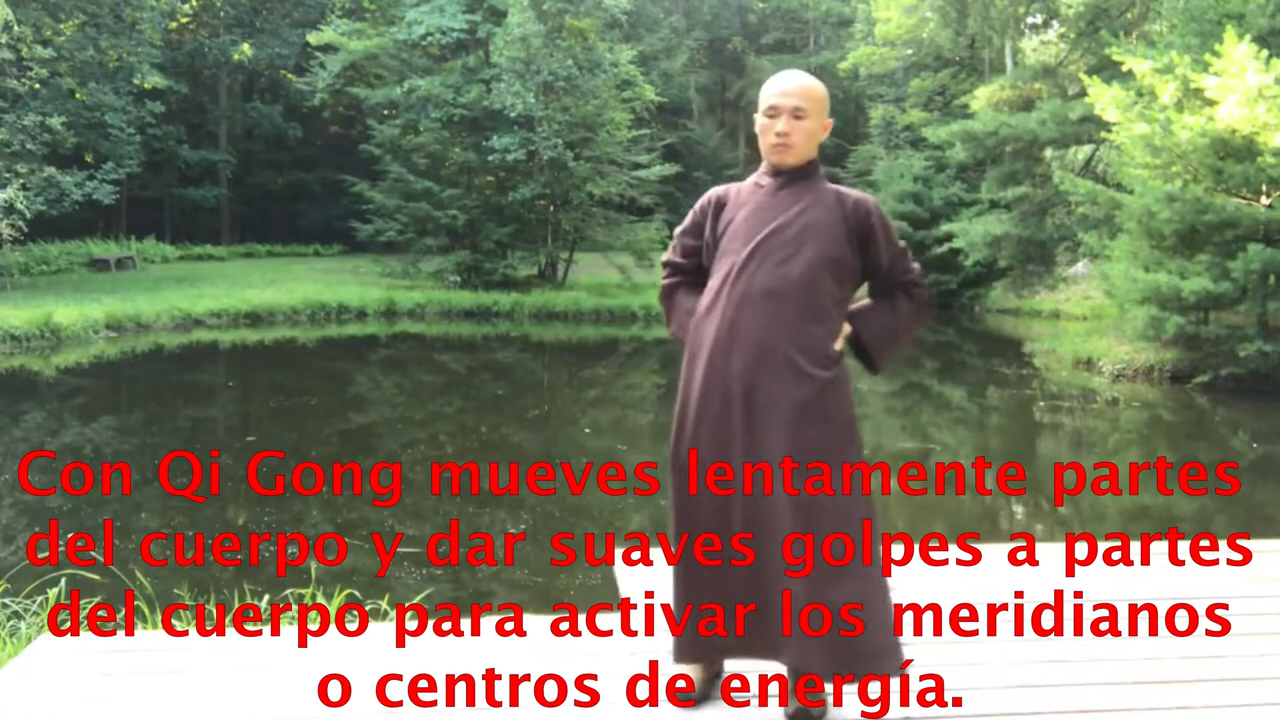 Con Qi Gong mueves lentamente partes
del cuerpo y dar suaves golpes a partes
del cuerpo para activar los meridianos
o centros de energía.